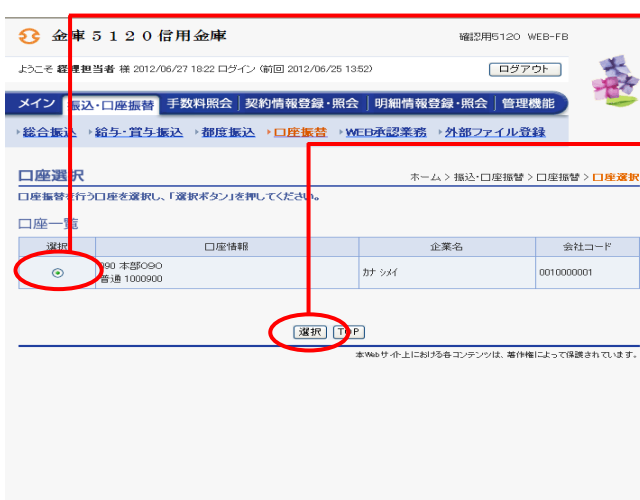 金庫５１２０信用金庫
確認用5120 WEB-FB
ようこそ 経理担当者 様 2012/06/27 18:22 ログイン (前回 2012/06/25 13:52)
ログアウト
メイン 振込・口座振替 手数料照会 契約情報登録・照会 明細情報登録・照会 管理機能
総合振込 給与・賞与振込 都度振込 口座振替 WEB承認業務 外部ファイル登録
口座選択
ホーム > 振込・口座振替 > 口座振替 > 口座選択
口座振替を行う口座を選択し、「選択ボタン」を押してください。
口座一覧
選択 口座情報 企業名 会社コード
090 本部090
普通 1000900
カナ シメイ
0010000001
選択 TOP
本Webサイト上における各コンテンツは、著作権によって保護されています。